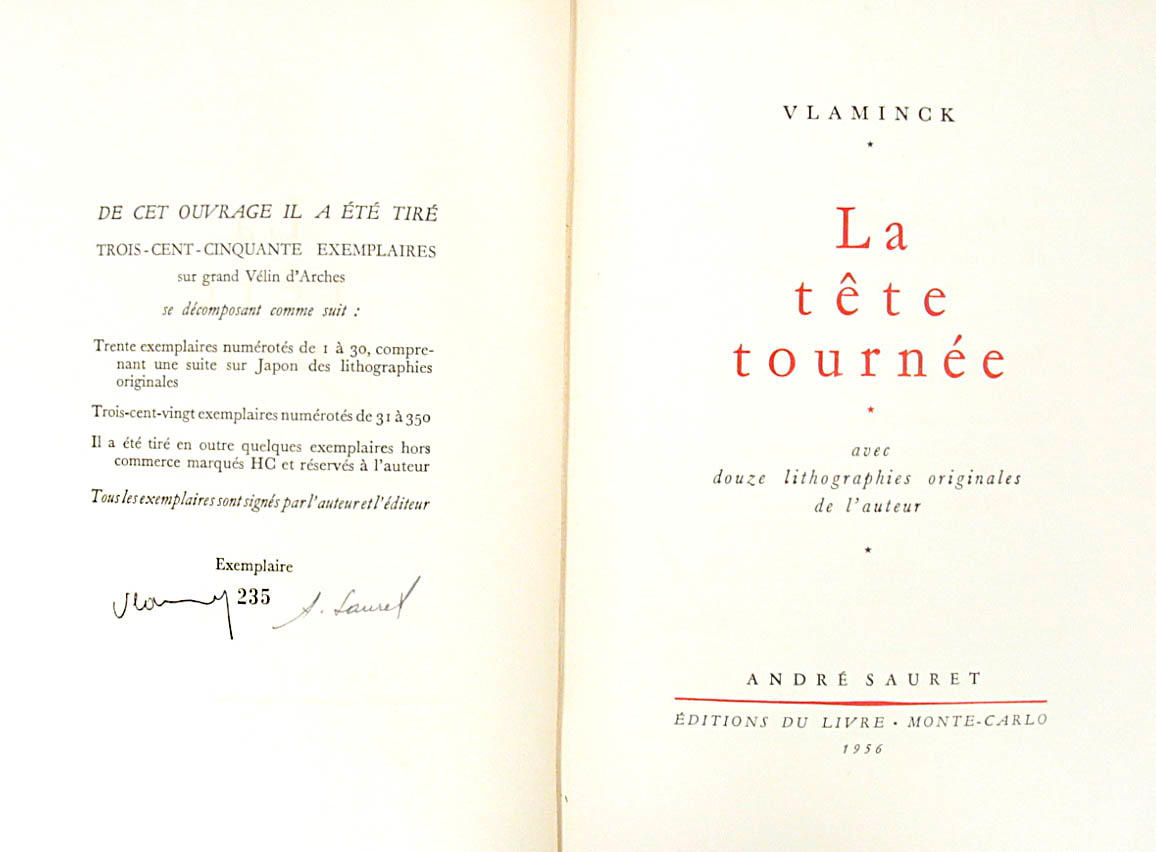 DE CET OUVRAGE IL A ÉTÉ TIRÉ
TROIS-CENT-CINQUANTE EXEMPLAIRES
sur grand Vélin d'Arches
se décomposant comme suit :
Trente exemplaires numérotés de 1 à 30, compre-
nant une suite sur Japon des lithographies
originales
Trois-cent-vingt exemplaires numérotés de 31 à 350
Il a été tiré en outre quelques exemplaires hors
commerce marqués HC et réservés à l'auteur
Tous les exemplaires sont signés par l'auteur et l'éditeur
Exemplaire
Vlaminck 235 A. Sauret
VLAMINCK
La
tête
tournée
avec
douze lithographies originales
de l'auteur
ANDRÉ SAURET
ÉDITIONS DU LIVRE • MONTE-CARLO
1956